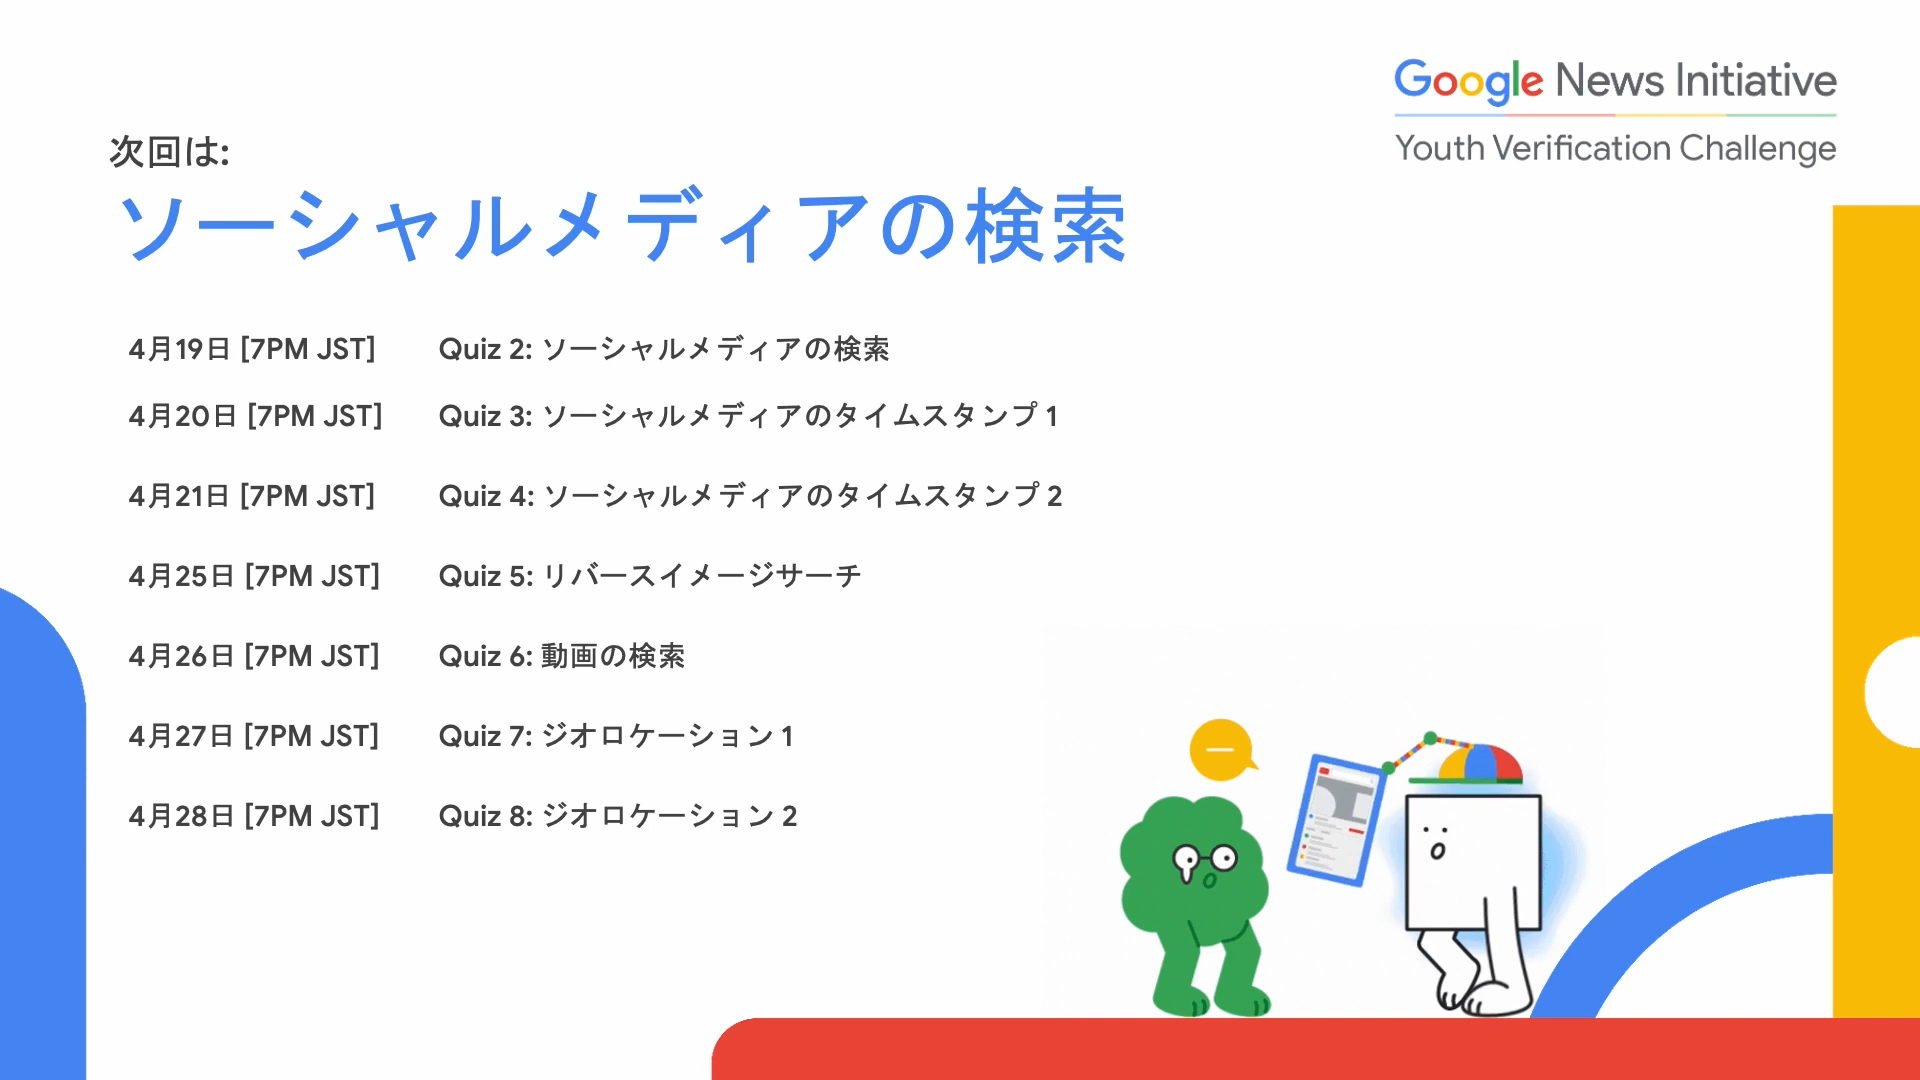 Google News Initiative
Youth Verification Challenge
次回は:
ソーシャルメディアの検索
4月19日 [7PM JST] Quiz 2: ソーシャルメディアの検索
4月20日 [7PM JST] Quiz 3: ソーシャルメディアのタイムスタンプ 1
4月21日 [7PM JST] Quiz 4: ソーシャルメディアのタイムスタンプ 2
4月25日 [7PM JST] Quiz 5: リバースイメージサーチ
4月26日 [7PM JST] Quiz 6: 動画の検索
4月27日 [7PM JST] Quiz 7: ジオロケーション 1
4月28日 [7PM JST] Quiz 8: ジオロケーション 2